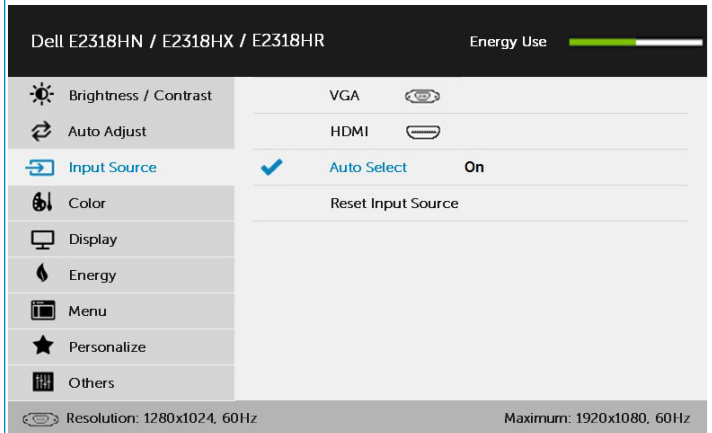 Dell E2318HN / E2318HX / E2318HR Energy Use
Brightness / Contrast
Auto Adjust
Input Source
Color
Display
Energy
Menu
Personalize
Others
VGA
HDMI
Auto Select On
Reset Input Source
Resolution: 1280x1024, 60Hz Maximum: 1920x1080, 60Hz